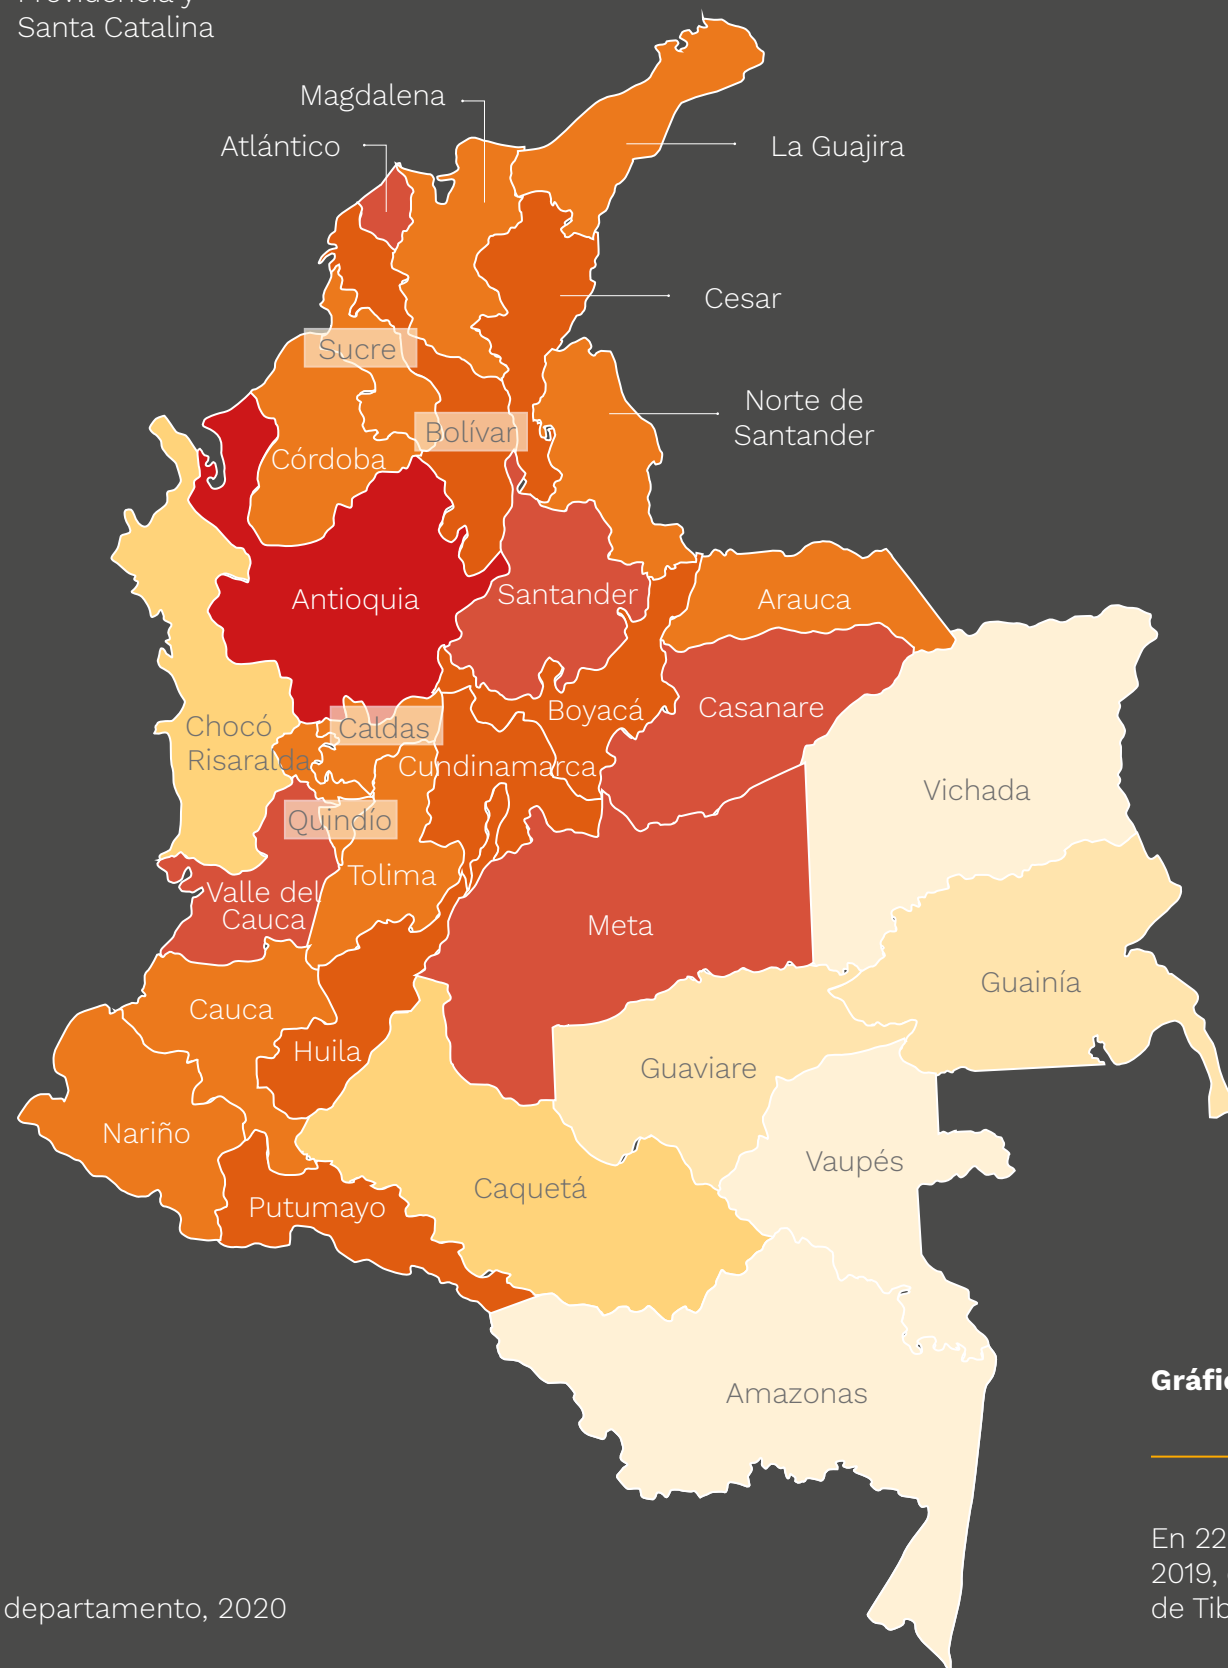 Providencia y
Santa Catalina
Magdalena
Atlántico
La Guajira
Cesar
Sucre
Norte de
Santander
Bolívar
Córdoba
Antioquia
Santander
Arauca
Chocó
Caldas
Boyacá
Casanare
Risaralda
Cundinamarca
Vichada
Quindío
Tolima
Valle del
Cauca
Meta
Guainía
Cauca
Huila
Guaviare
Nariño
Vaupés
Caquetá
Putumayo
Amazonas
En 22
2019,
de Tib
departamento, 2020